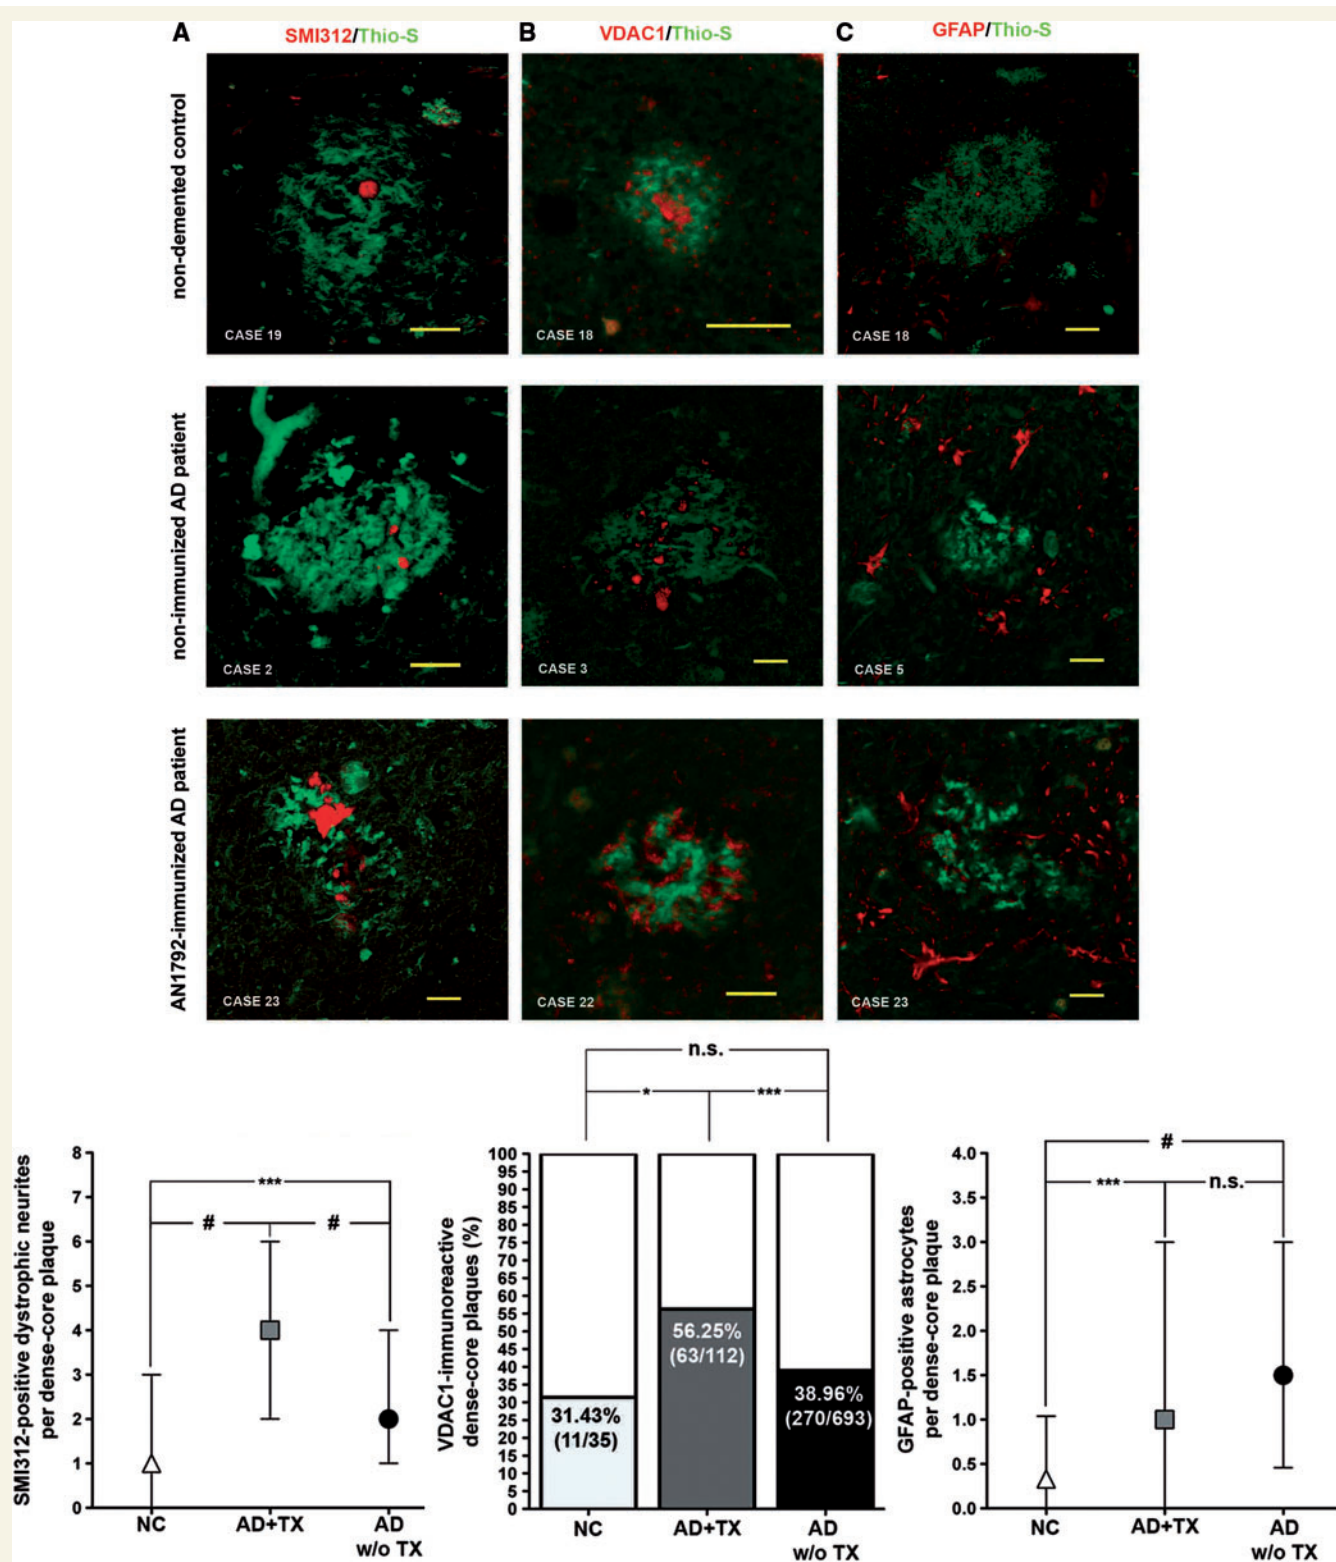 A SMI312/Thio-S B VDAC1/Thio-S C GFAP/Thio-S
non-demented control
CASE 19
CASE 18
CASE 18
non-immunized AD patient
CASE 2
CASE 3
CASE 5
AN1792-immunized AD patient
CASE 23
CASE 22
CASE 23
SMI312-positive dystrophic neurites
per dense-core plaque
8
7
6
5
4
3
2
1
0
***
# #
NC AD+TX AD
w/o TX
VDAC1-immunoreactive
dense-core plaques (%)
n.s.
* ***
100
95
90
85
80
75
70
65
60
55
50
45
40
35
30
25
20
15
10
5
0
31.43%
(11/35)
56.25%
(63/112)
38.96%
(270/693)
NC AD+TX AD
w/o TX
GFAP-positive astrocytes
per dense-core plaque
4.0
3.5
3.0
2.5
2.0
1.5
1.0
0.5
0.0
#
*** n.s.
NC AD+TX AD
w/o TX